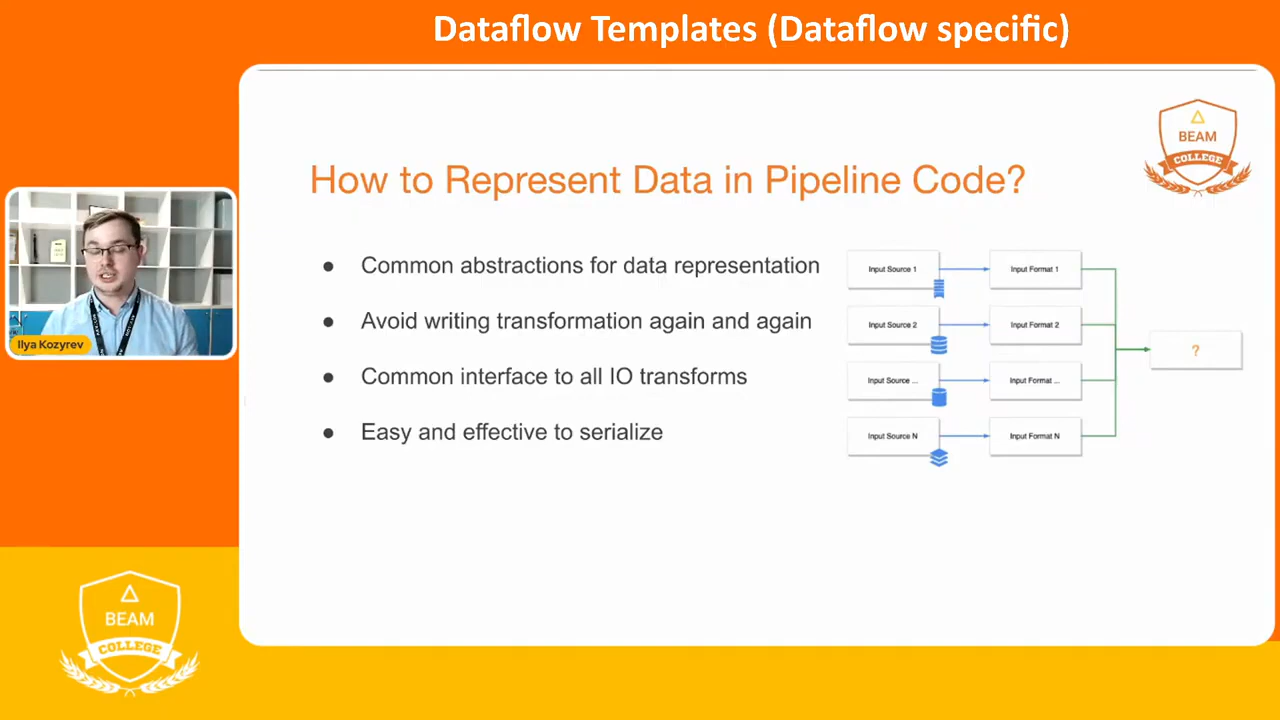 Dataflow Templates (Dataflow specific)
BEAM
COLLEGE
How to Represent Data in Pipeline Code?
● Common abstractions for data representation
● Avoid writing transformation again and again
● Common interface to all IO transforms
● Easy and effective to serialize
Input Source 1
Input Format 1
Input Source 2
Input Format 2
?
Input Source ...
Input Format ...
Input Source N
Input Format N
Ilya Kozyrev
BEAM
COLLEGE